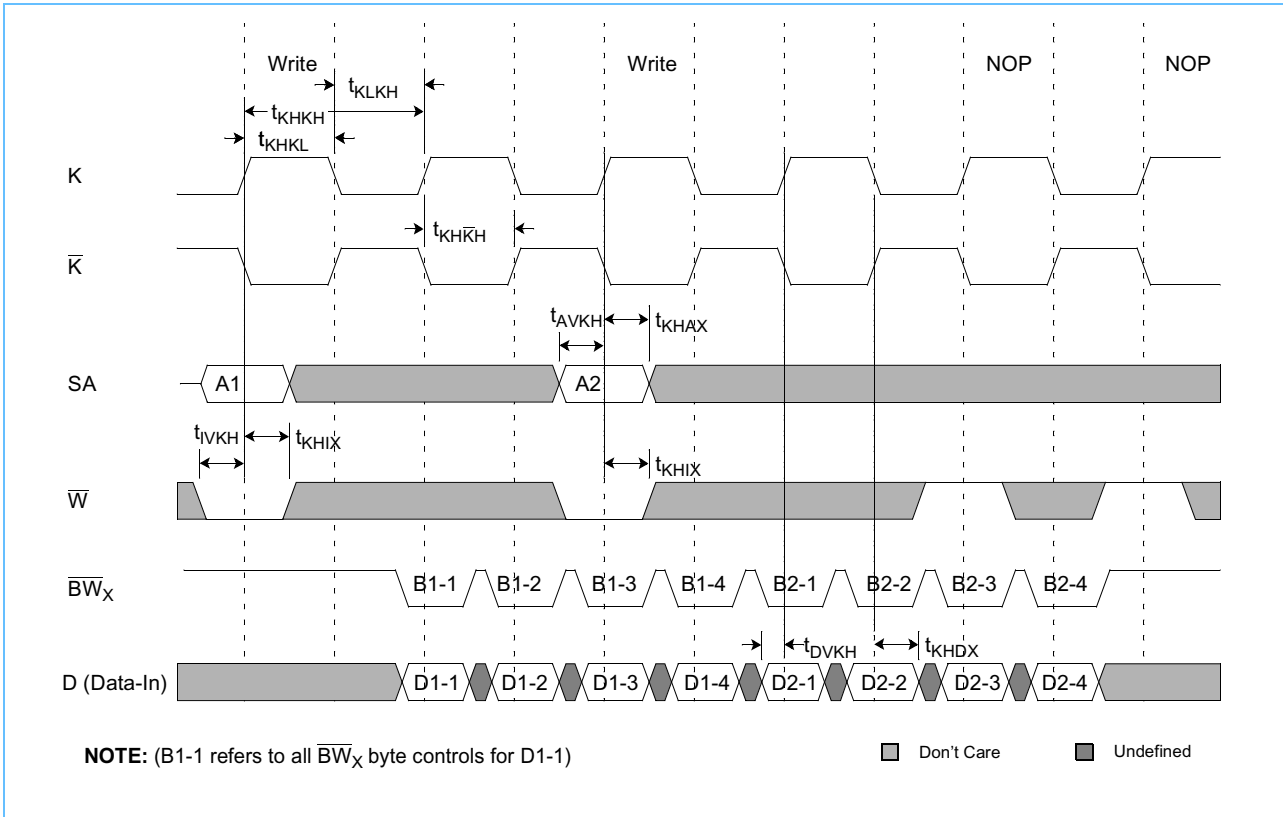 Write Write NOP NOP
tKLKH
tKHKH
tKHKL
K
tKHK̅H
K̅
tAVKH tKHAX
SA A1 A2
tIVKH tKHIX tKHIX
W̅
B̅W̅X B1-1 B1-2 B1-3 B1-4 B2-1 B2-2 B2-3 B2-4
tDVKH tKHDX
D (Data-In) D1-1 D1-2 D1-3 D1-4 D2-1 D2-2 D2-3 D2-4
NOTE: (B1-1 refers to all B̅W̅X byte controls for D1-1) Don't Care Undefined